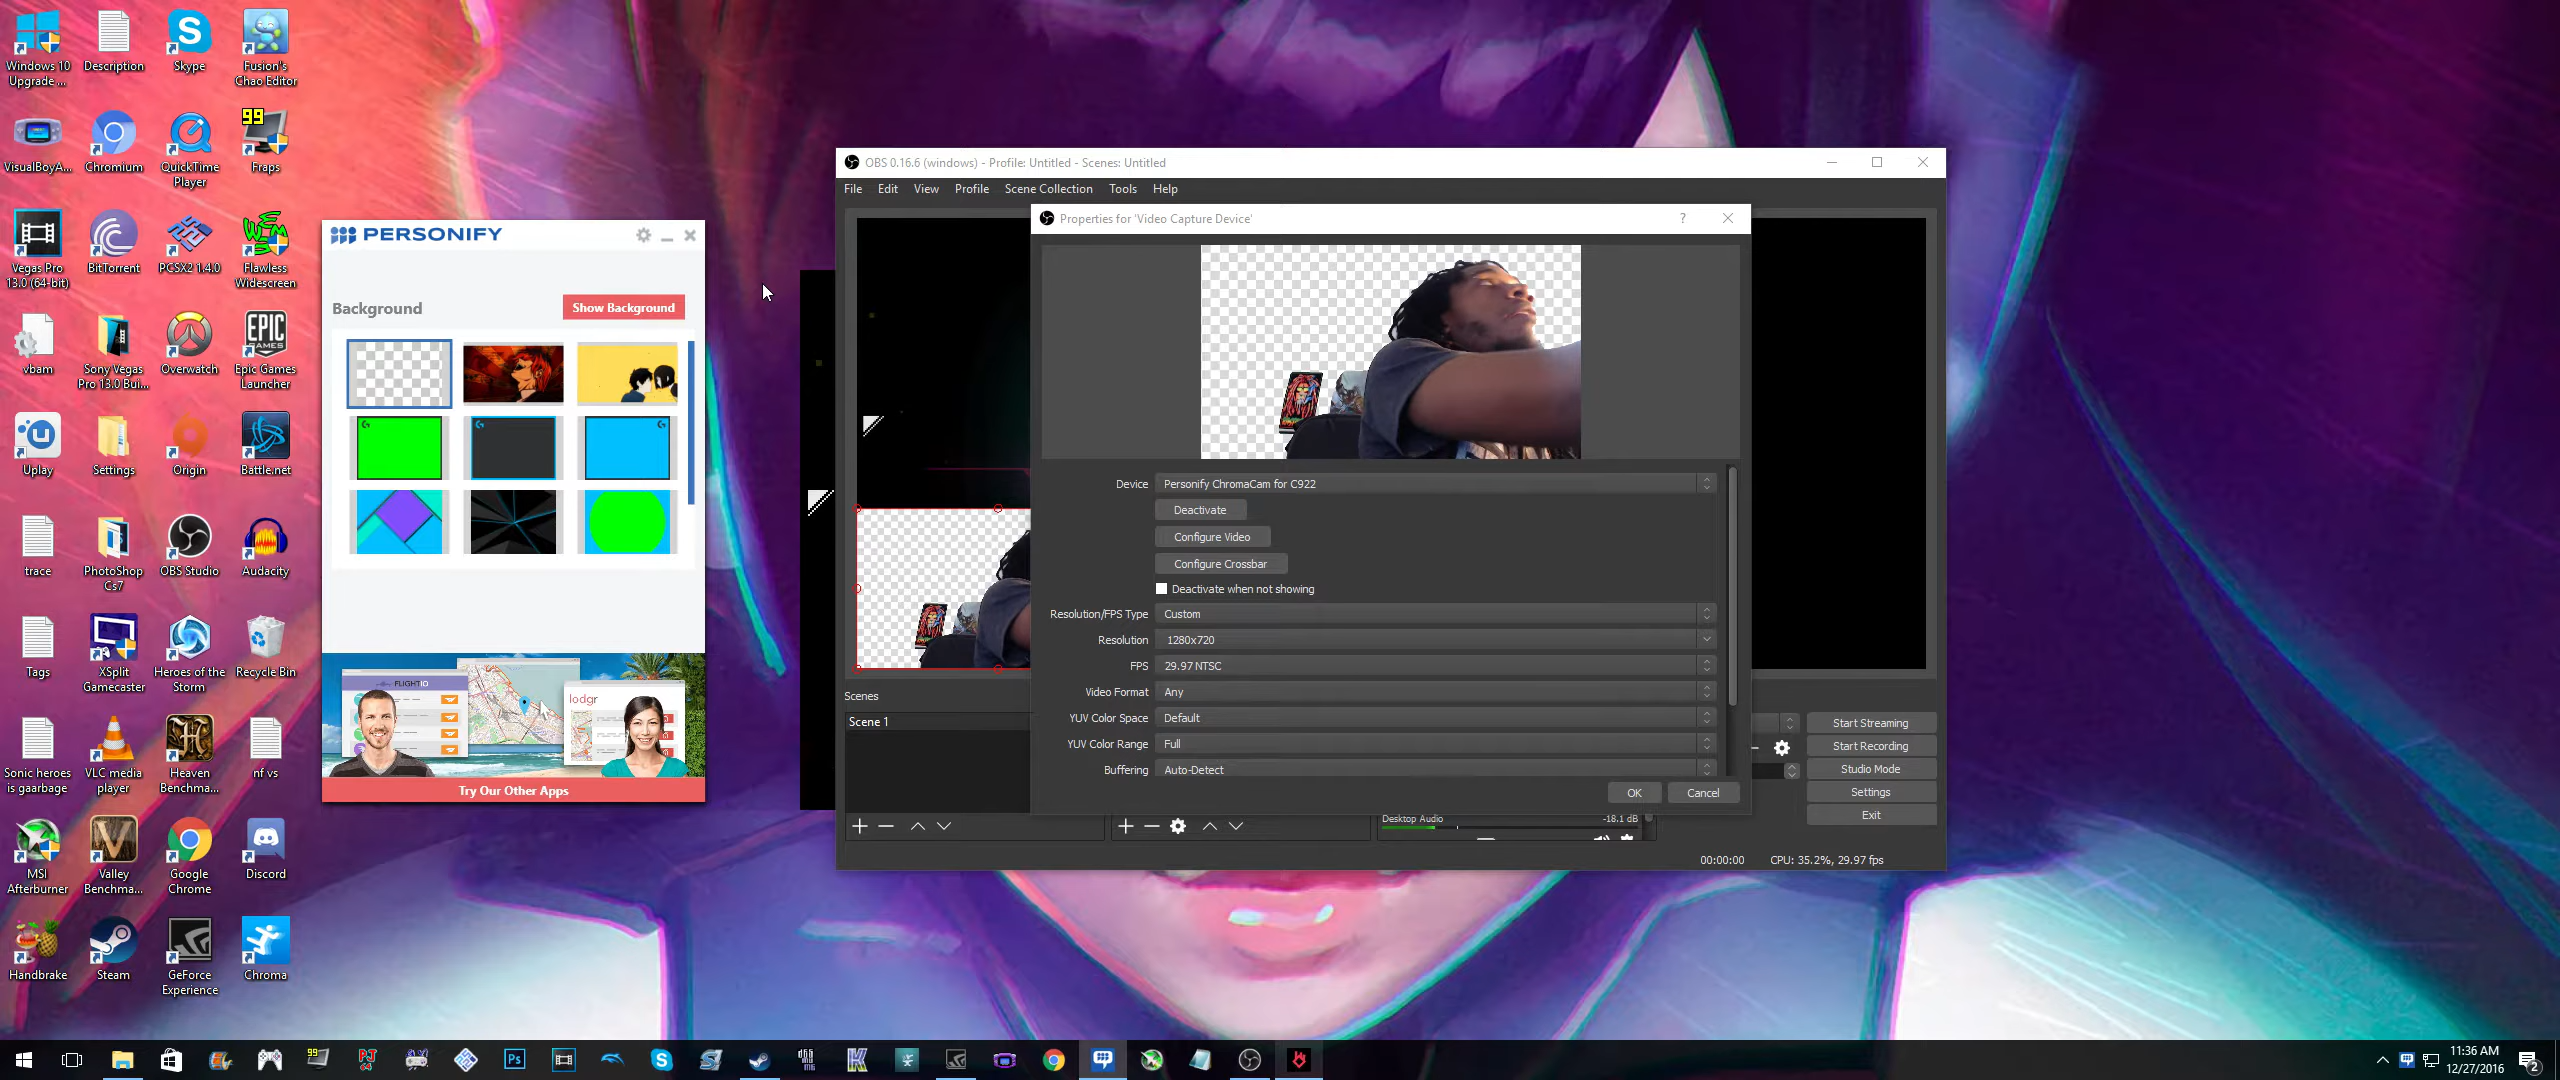 Windows 10
Upgrade ...
Description
Skype
Fusion's
Chao Editor
VisualBoyA...
Chromium
QuickTime
Player
99
Fraps
Vegas Pro
13.0 (64-bit)
BitTorrent
PCSX2 1.4.0
Flawless
Widescreen
vbam
Sony Vegas
Pro 13.0 Bui...
Overwatch
EPIC
GAMES
Epic Games
Launcher
Uplay
Settings
Origin
Battle.net
trace
PhotoShop
Cs7
OBS Studio
Audacity
Tags
XSplit
Gamecaster
Heroes of the
Storm
Recycle Bin
Sonic heroes
is gaarbage
VLC media
player
Heaven
Benchma...
nf vs
MSI
Afterburner
Valley
Benchma...
Google
Chrome
Discord
Handbrake
Steam
GeForce
Experience
Chroma
PERSONIFY
Background
Show Background
FLIGHTIO
lodgr
Try Our Other Apps
OBS 0.16.6 (windows) - Profile: Untitled - Scenes: Untitled
File
Edit
View
Profile
Scene Collection
Tools
Help
Properties for 'Video Capture Device'
?
Device
Personify ChromaCam for C922
Deactivate
Configure Video
Configure Crossbar
Deactivate when not showing
Resolution/FPS Type
Custom
Resolution
1280x720
FPS
29.97 NTSC
Video Format
Any
YUV Color Space
Default
YUV Color Range
Full
Buffering
Auto-Detect
OK
Cancel
Scenes
Scene 1
Start Streaming
Start Recording
Studio Mode
Settings
Exit
Desktop Audio
-18.1 dB
00:00:00
CPU: 35.2%, 29.97 fps
99
Ps
11:36 AM
12/27/2016
2